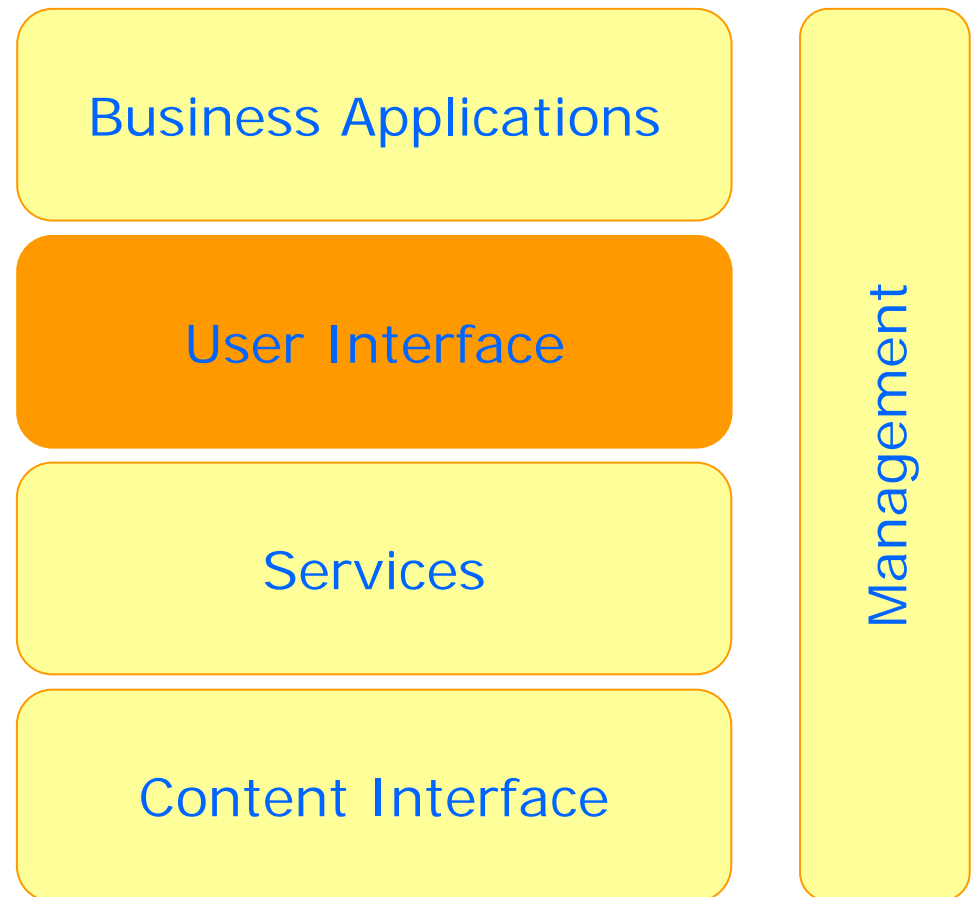 Business Applications
User Interface
Services
Content Interface
Management